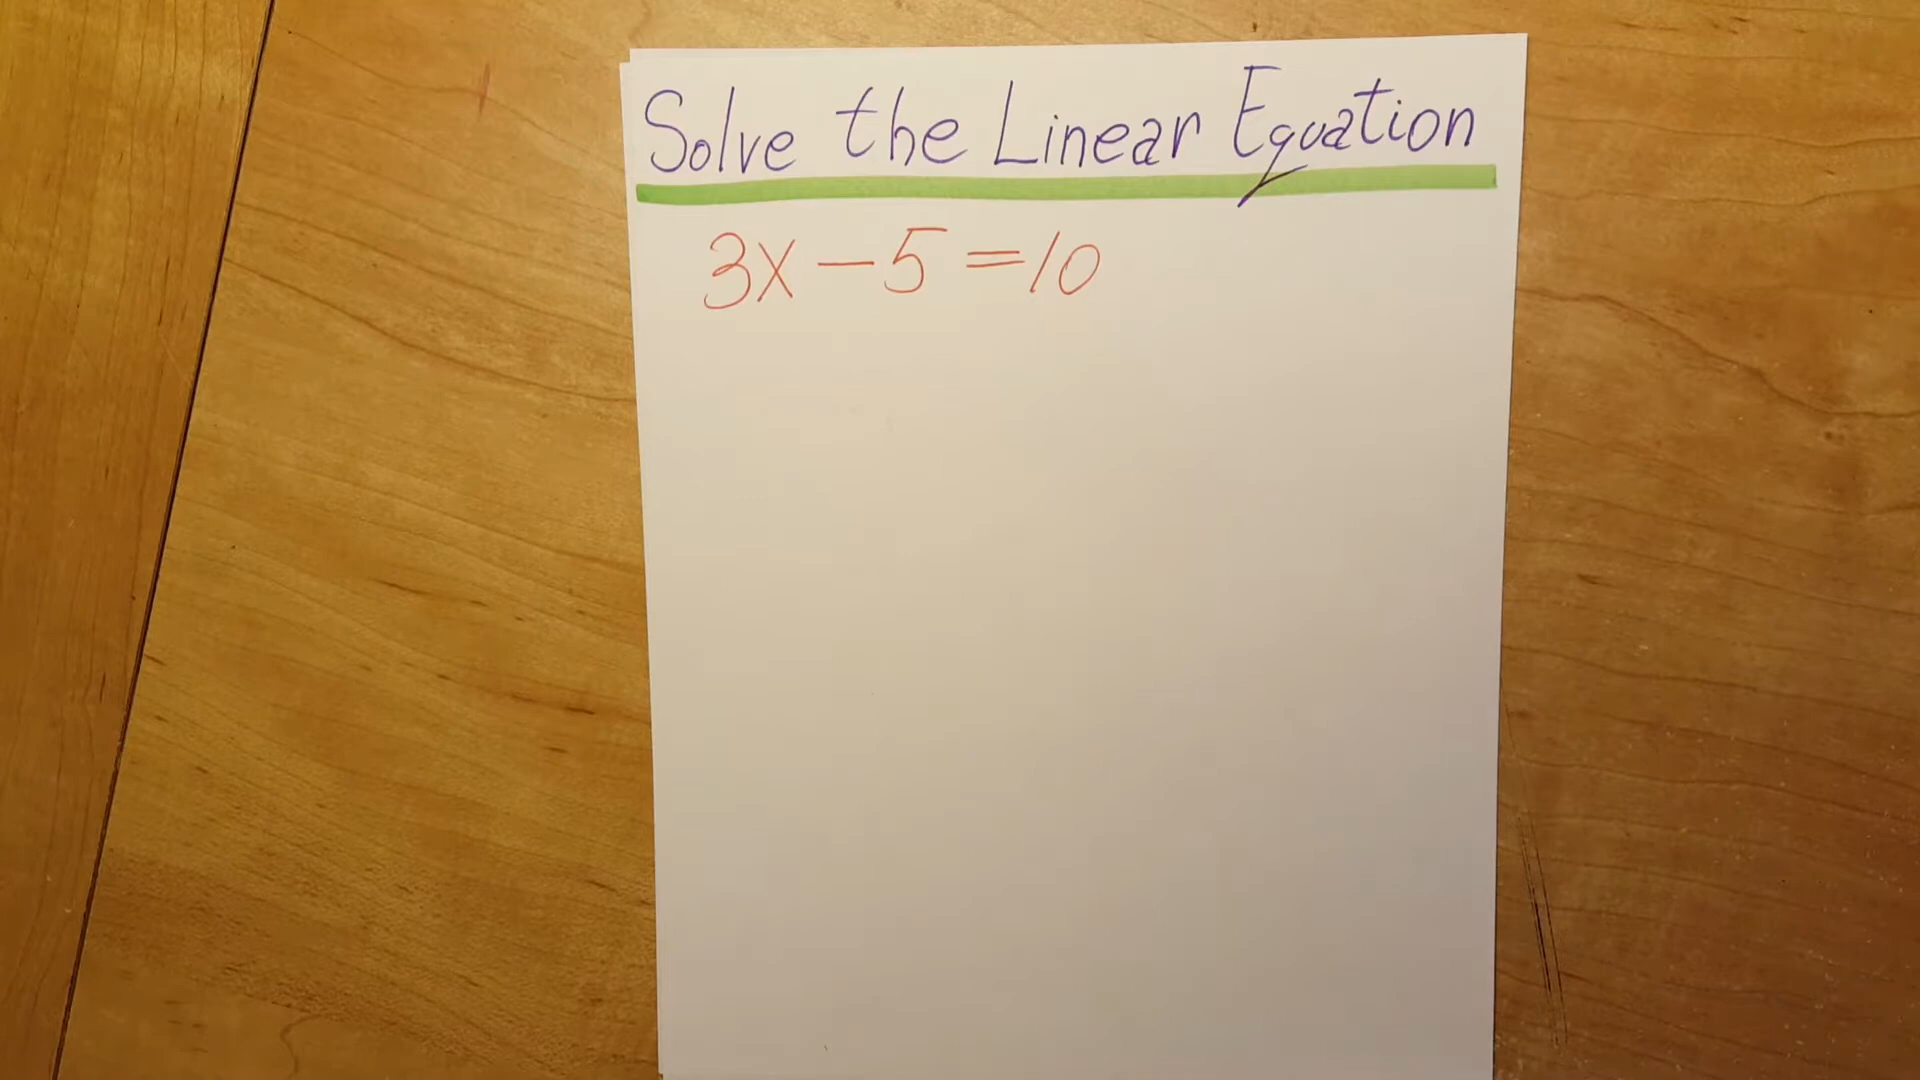 Solve the Linear Equation
3x - 5 = 10